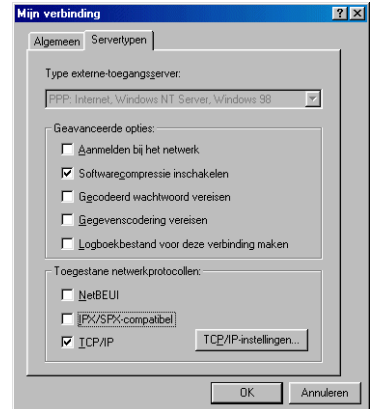 Mijn verbinding
Algemeen Servertypen
Type externe-toegangsserver:
PPP: Internet, Windows NT Server, Windows 98
Geavanceerde opties:
Aanmelden bij het netwerk
Softwarecompressie inschakelen
Gecodeerd wachtwoord vereisen
Gegevenscodering vereisen
Logboekbestand voor deze verbinding maken
Toegestane netwerkprotocollen:
NetBEUI
IPX/SPX-compatibel
TCP/IP TCP/IP-instellingen...
OK Annuleren